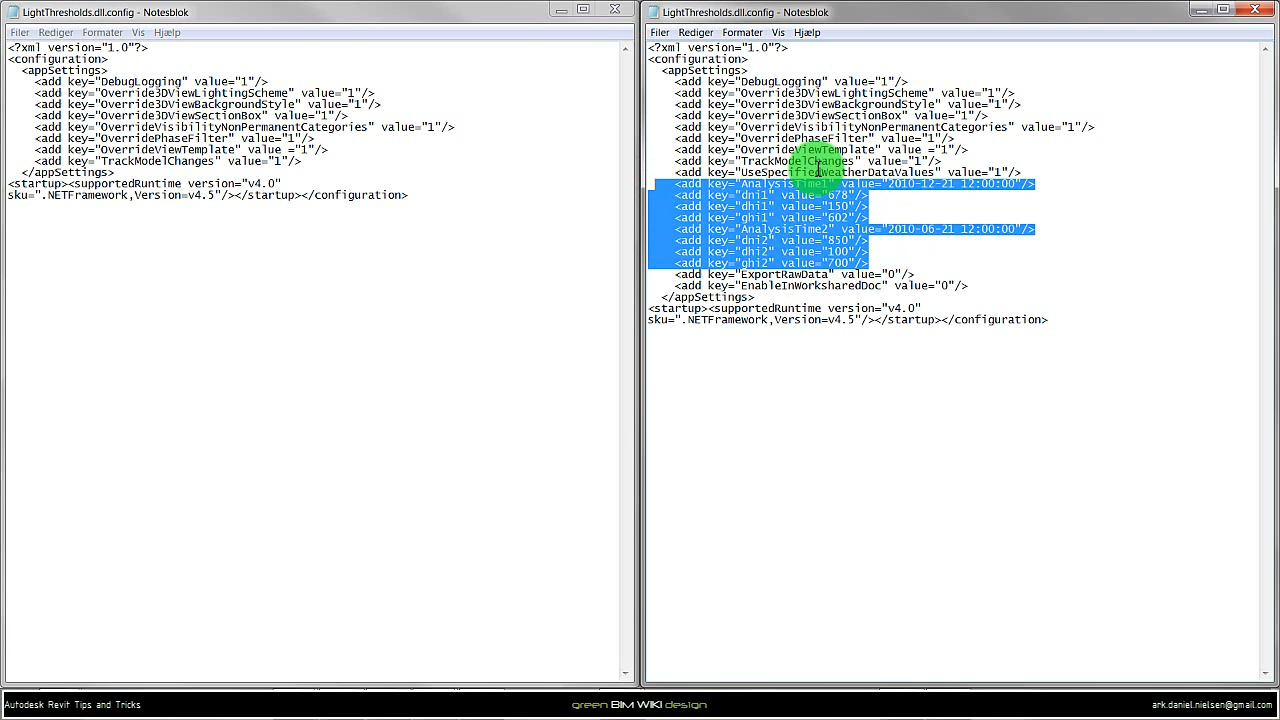 LightThresholds.dll.config - Notesblok
Filer Rediger Formater Vis Hjælp
<?xml version="1.0"?>
<configuration>
<appSettings>
<add key="DebugLogging" value="1"/>
<add key="Override3DViewLightingScheme" value="1"/>
<add key="Override3DViewBackgroundStyle" value="1"/>
<add key="Override3DViewSectionBox" value="1"/>
<add key="OverrideVisibilityNonPermanentCategories" value="1"/>
<add key="OverridePhaseFilter" value="1"/>
<add key="OverrideViewTemplate" value ="1"/>
<add key="TrackModelChanges" value="1"/>
</appSettings>
<startup><supportedRuntime version="v4.0"
sku=".NETFramework,Version=v4.5"/></startup></configuration>
LightThresholds.dll.config - Notesblok
Filer Rediger Formater Vis Hjælp
<?xml version="1.0"?>
<configuration>
<appSettings>
<add key="DebugLogging" value="1"/>
<add key="Override3DViewLightingScheme" value="1"/>
<add key="Override3DViewBackgroundStyle" value="1"/>
<add key="Override3DViewSectionBox" value="1"/>
<add key="OverrideVisibilityNonPermanentCategories" value="1"/>
<add key="OverridePhaseFilter" value="1"/>
<add key="OverrideViewTemplate" value ="1"/>
<add key="TrackModelChanges" value="1"/>
<add key="UseSpecifiedWeatherDataValues" value="1"/>
<add key="AnalysisTime1" value="2010-12-21 12:00:00"/>
<add key="dni1" value="678"/>
<add key="dhi1" value="150"/>
<add key="ghi1" value="602"/>
<add key="AnalysisTime2" value="2010-06-21 12:00:00"/>
<add key="dni2" value="850"/>
<add key="dhi2" value="100"/>
<add key="ghi2" value="700"/>
<add key="ExportRawData" value="0"/>
<add key="EnableInWorksharedDoc" value="0"/>
</appSettings>
<startup><supportedRuntime version="v4.0"
sku=".NETFramework,Version=v4.5"/></startup></configuration>
Autodesk Revit Tips and Tricks
green BIM WIKI design
ark.daniel.nielsen@gmail.com